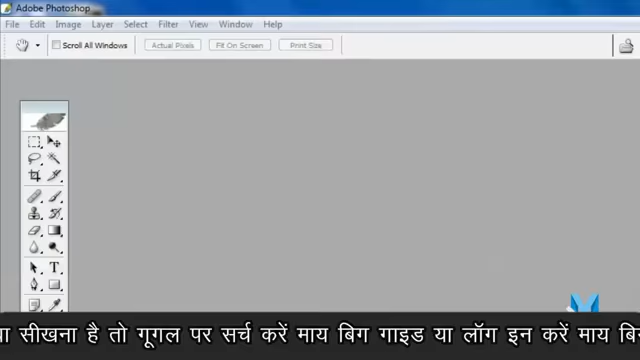 Adobe Photoshop
File Edit Image Layer Select Filter View Window Help
Scroll All Windows Actual Pixels Fit On Screen Print Size
T
सीखना है तो गूगल पर सर्च करें माय बिग गाइड या लॉग इन करें माय